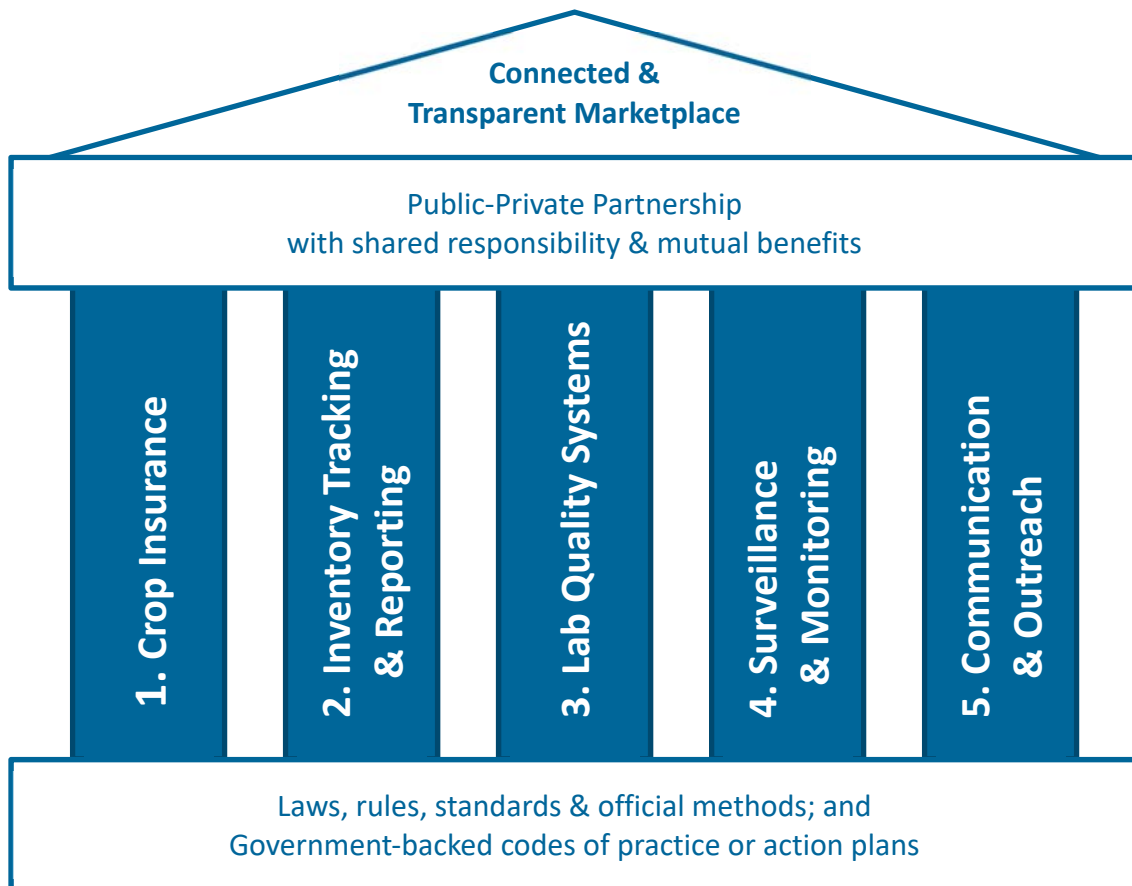 Connected &
Transparent Marketplace
Public-Private Partnership
with shared responsibility & mutual benefits
1. Crop Insurance
2. Inventory Tracking
& Reporting
3. Lab Quality Systems
4. Surveillance
& Monitoring
5. Communication
& Outreach
Laws, rules, standards & official methods; and
Government-backed codes of practice or action plans